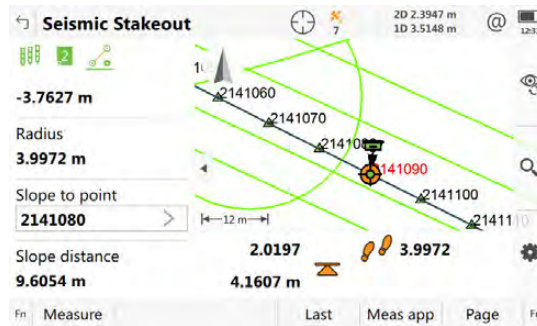 Seismic Stakeout
7
2D 2.3947 m
1D 3.5148 m
@
2
-3.7627 m
Radius
3.9972 m
Slope to point
2141080
Slope distance
9.6054 m
2141060
2141070
2141090
2141100
12 m
2.0197
3.9972
4.1607 m
Fn
Measure
Last
Meas app
Page